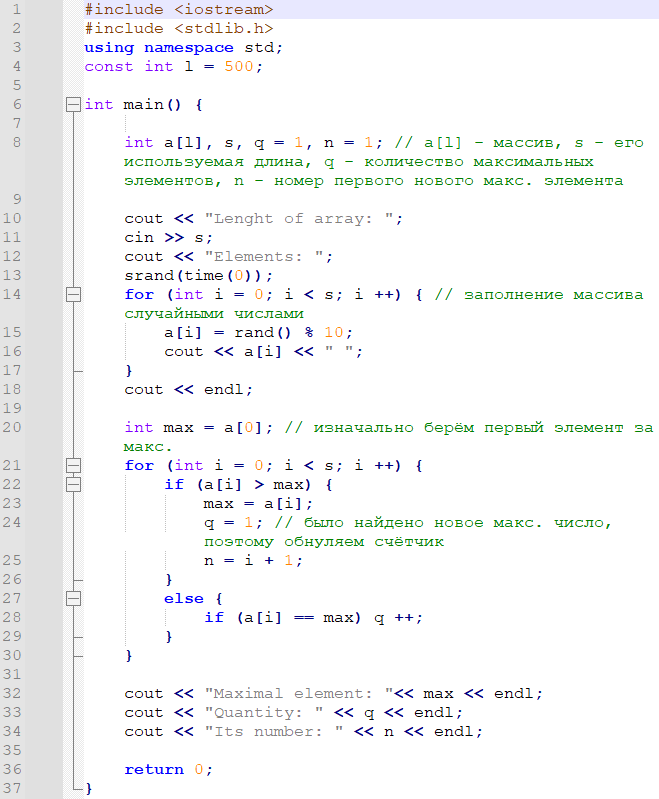 1 #include <iostream>
2 #include <stdlib.h>
3 using namespace std;
4 const int l = 500;
5
6 int main() {
7
8 int a[l], s, q = 1, n = 1; // a[l] - массив, s - его
используемая длина, q - количество максимальных
элементов, n - номер первого нового макс. элемента
9
10 cout << "Lenght of array: ";
11 cin >> s;
12 cout << "Elements: ";
13 srand(time(0));
14 for (int i = 0; i < s; i ++) { // заполнение массива
случайными числами
15 a[i] = rand() % 10;
16 cout << a[i] << " ";
17 }
18 cout << endl;
19
20 int max = a[0]; // изначально берём первый элемент за
макс.
21 for (int i = 0; i < s; i ++) {
22 if (a[i] > max) {
23 max = a[i];
24 q = 1; // было найдено новое макс. число,
поэтому обнуляем счётчик
25 n = i + 1;
26 }
27 else {
28 if (a[i] == max) q ++;
29 }
30 }
31
32 cout << "Maximal element: "<< max << endl;
33 cout << "Quantity: " << q << endl;
34 cout << "Its number: " << n << endl;
35
36 return 0;
37 }